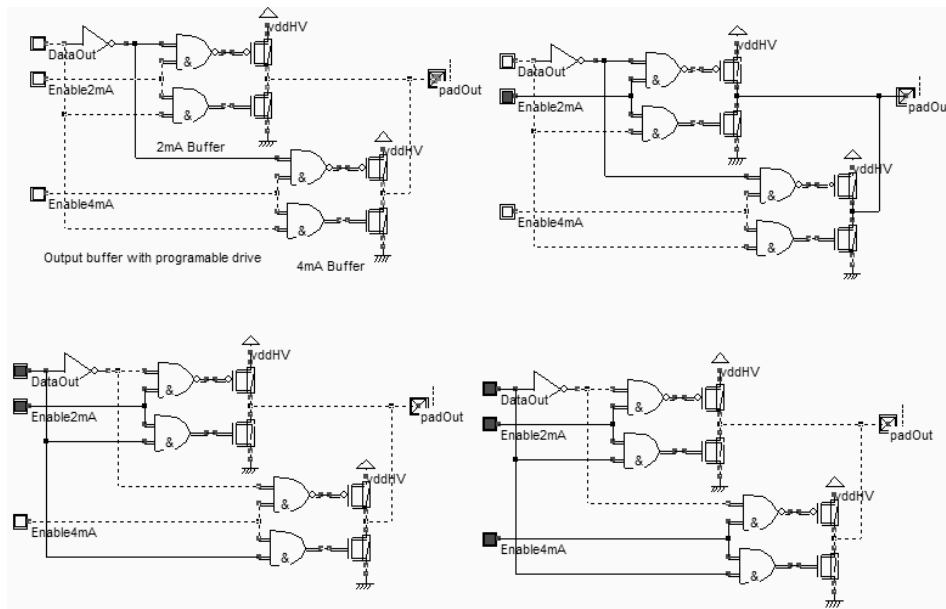 vddHV
DataOut
&
Enable2mA
padOut
&
2mA Buffer
vddHV
&
Enable4mA
&
Output buffer with programable drive
4mA Buffer
vddHV
DataOut
&
Enable2mA
padOut
&
vddHV
&
Enable4mA
&
vddHV
DataOut
&
Enable2mA
padOut
&
vddHV
&
Enable4mA
&
vddHV
DataOut
&
Enable2mA
padOut
&
vddHV
&
Enable4mA
&